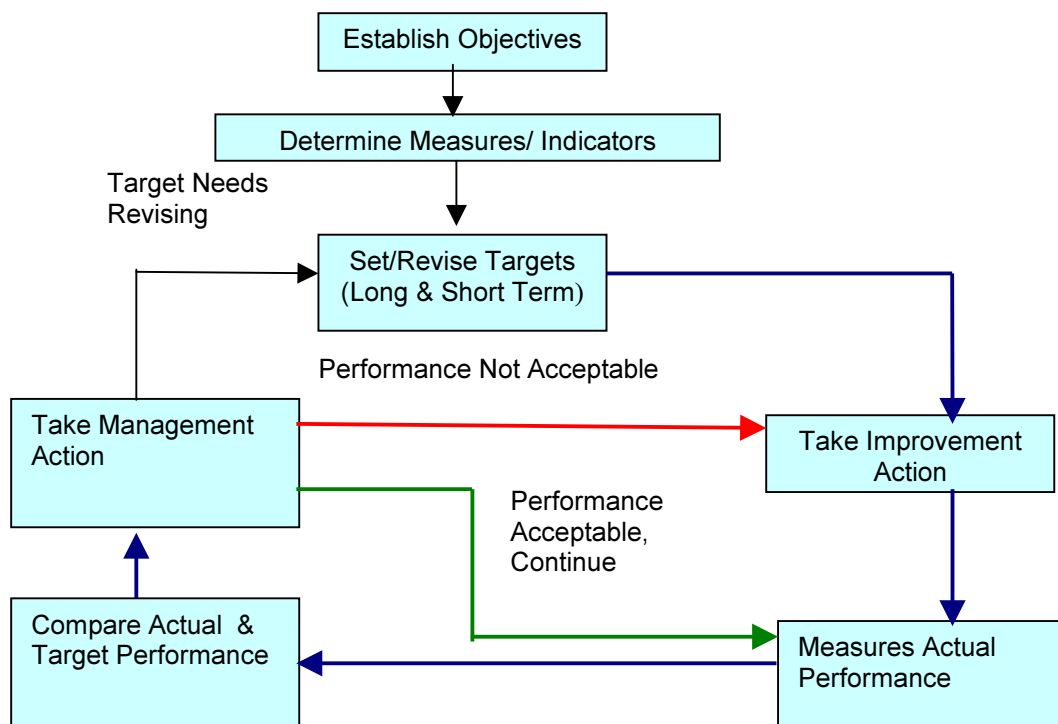 Establish Objectives
Determine Measures/ Indicators
Target Needs
Revising
Set/Revise Targets
(Long & Short Term)
Performance Not Acceptable
Take Management
Action
Take Improvement
Action
Performance
Acceptable,
Continue
Compare Actual  &
Target Performance
Measures Actual
Performance